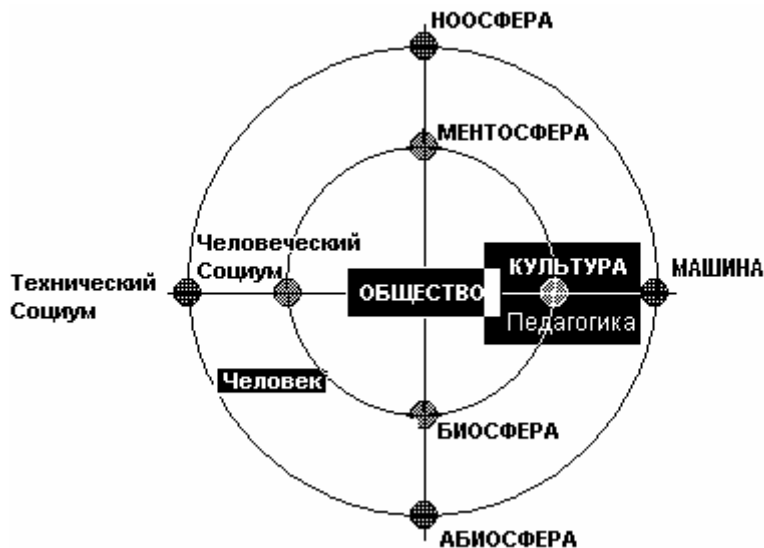 НООСФЕРА
МЕНТОСФЕРА
Человеческий
Социум
КУЛЬТУРА
МАШИНА
Технический
Социум
ОБЩЕСТВО
Педагогика
Человек
БИОСФЕРА
АБИОСФЕРА